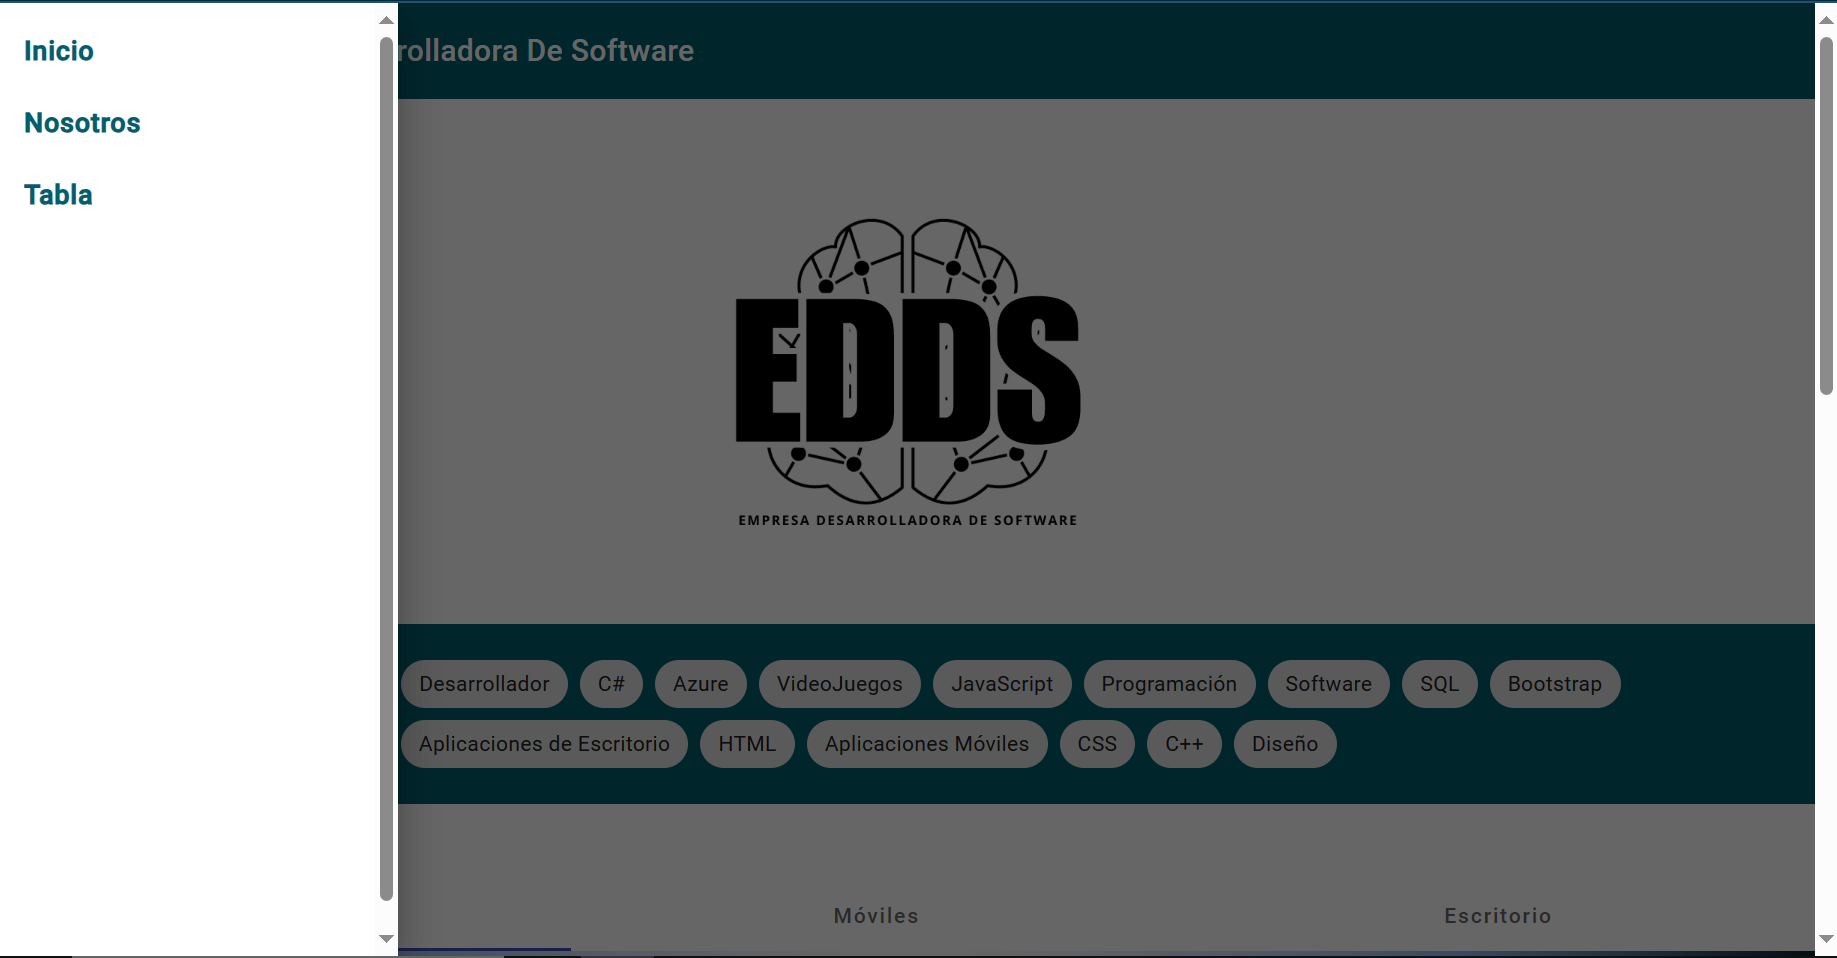 Inicio
Nosotros
Tabla
rolladora De Software
EDDS
EMPRESA DESARROLLADORA DE SOFTWARE
Desarrollador C# Azure VideoJuegos JavaScript Programación Software SQL Bootstrap
Aplicaciones de Escritorio HTML Aplicaciones Móviles CSS C++ Diseño
Móviles Escritorio